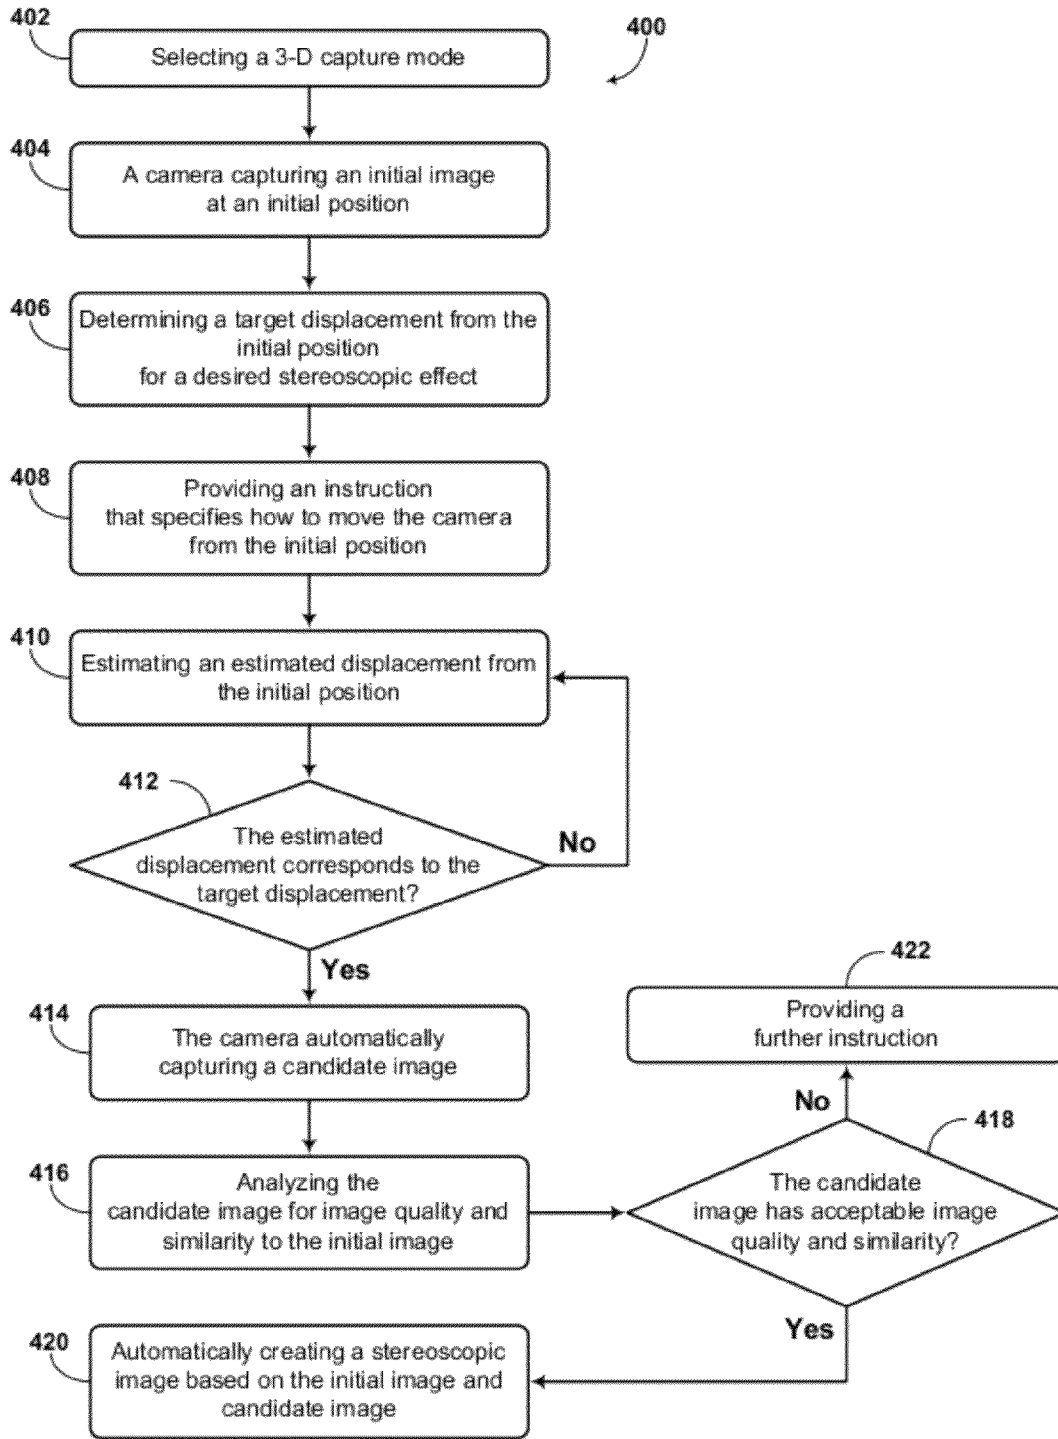 402
400
Selecting a 3-D capture mode
404
A camera capturing an initial image
at an initial position
406
Determining a target displacement from the
initial position
for a desired stereoscopic effect
408
Providing an instruction
that specifies how to move the camera
from the initial position
410
Estimating an estimated displacement from
the initial position
412
The estimated
displacement corresponds to the
target displacement?
No
Yes
422
Providing a
further instruction
414
The camera automatically
capturing a candidate image
No
418
416
Analyzing the
candidate image for image quality and
similarity to the initial image
The candidate
image has acceptable image
quality and similarity?
Yes
420
Automatically creating a stereoscopic
image based on the initial image and
candidate image